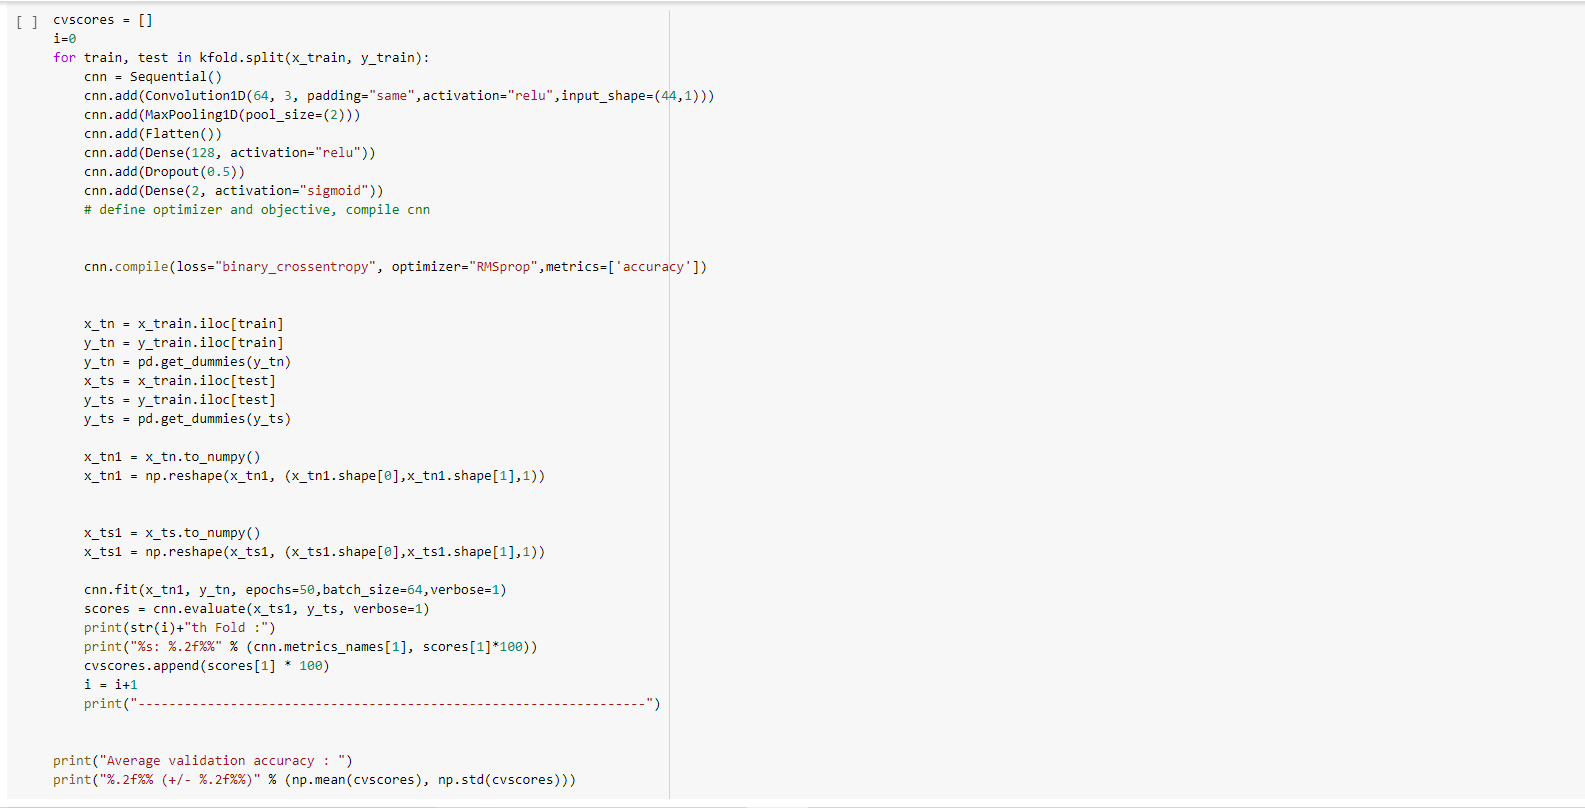 [ ] cvscores = []
i=0
for train, test in kfold.split(x_train, y_train):
    cnn = Sequential()
    cnn.add(Convolution1D(64, 3, padding="same",activation="relu",input_shape=(44,1)))
    cnn.add(MaxPooling1D(pool_size=(2)))
    cnn.add(Flatten())
    cnn.add(Dense(128, activation="relu"))
    cnn.add(Dropout(0.5))
    cnn.add(Dense(2, activation="sigmoid"))
    # define optimizer and objective, compile cnn
    cnn.compile(loss="binary_crossentropy", optimizer="RMSprop",metrics=['accuracy'])
    x_tn = x_train.iloc[train]
    y_tn = y_train.iloc[train]
    y_tn = pd.get_dummies(y_tn)
    x_ts = x_train.iloc[test]
    y_ts = y_train.iloc[test]
    y_ts = pd.get_dummies(y_ts)
    x_tn1 = x_tn.to_numpy()
    x_tn1 = np.reshape(x_tn1, (x_tn1.shape[0],x_tn1.shape[1],1))
    x_ts1 = x_ts.to_numpy()
    x_ts1 = np.reshape(x_ts1, (x_ts1.shape[0],x_ts1.shape[1],1))
    cnn.fit(x_tn1, y_tn, epochs=50,batch_size=64,verbose=1)
    scores = cnn.evaluate(x_ts1, y_ts, verbose=1)
    print(str(i)+"th Fold :")
    print("%s: %.2f%%" % (cnn.metrics_names[1], scores[1]*100))
    cvscores.append(scores[1] * 100)
    i = i+1
    print("------------------------------------------------------------------")
print("Average validation accuracy : ")
print("%.2f%% (+/- %.2f%%)" % (np.mean(cvscores), np.std(cvscores)))